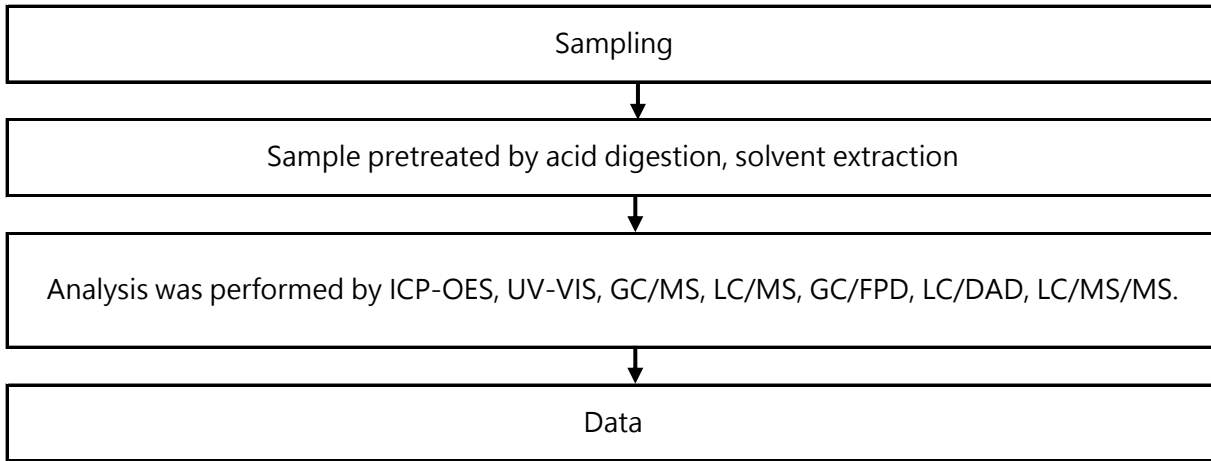 Sampling
Sample pretreated by acid digestion, solvent extraction
Analysis was performed by ICP-OES, UV-VIS, GC/MS, LC/MS, GC/FPD, LC/DAD, LC/MS/MS.
Data